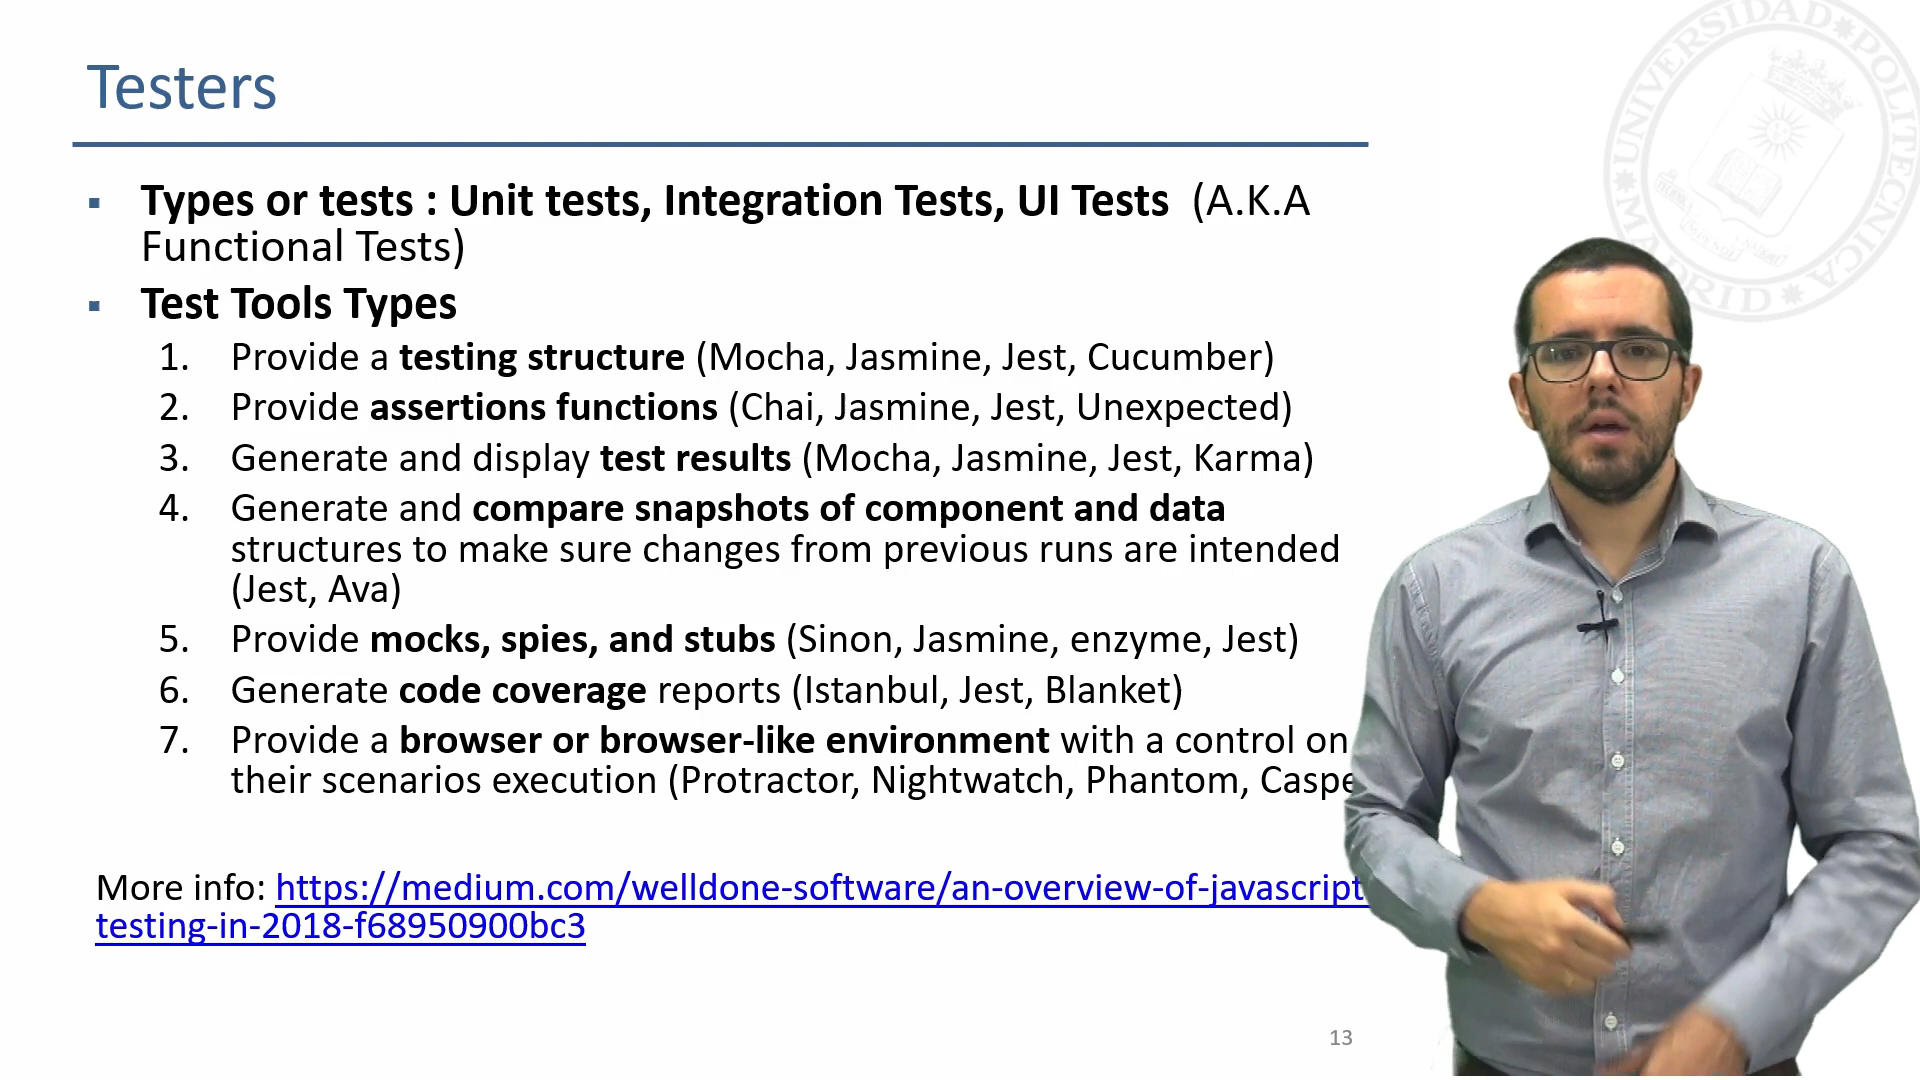 Testers
Types or tests : Unit tests, Integration Tests, UI Tests (A.K.A
Functional Tests)
Test Tools Types
1. Provide a testing structure (Mocha, Jasmine, Jest, Cucumber)
2. Provide assertions functions (Chai, Jasmine, Jest, Unexpected)
3. Generate and display test results (Mocha, Jasmine, Jest, Karma)
4. Generate and compare snapshots of component and data
structures to make sure changes from previous runs are intended
(Jest, Ava)
5. Provide mocks, spies, and stubs (Sinon, Jasmine, enzyme, Jest)
6. Generate code coverage reports (Istanbul, Jest, Blanket)
7. Provide a browser or browser-like environment with a control on
their scenarios execution (Protractor, Nightwatch, Phantom, Caspe
More info: https://medium.com/welldone-software/an-overview-of-javascript
testing-in-2018-f68950900bc3
13
UNIVERSIDAD POLITÉCNICA
MADRID